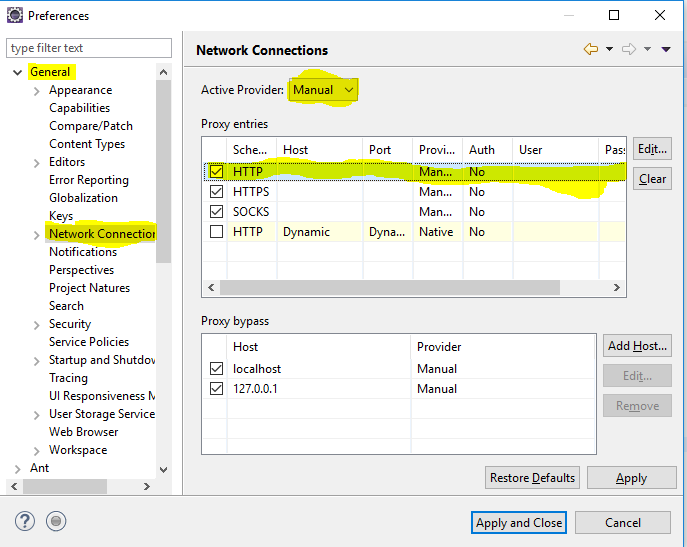 Preferences
type filter text
Network Connections
General
Appearance
Capabilities
Compare/Patch
Content Types
Editors
Error Reporting
Globalization
Keys
Network Connection
Notifications
Perspectives
Project Natures
Search
Security
Service Policies
Startup and Shutdow
Tracing
UI Responsiveness M
User Storage Service
Web Browser
Workspace
Ant
Active Provider: Manual
Proxy entries
Sche... Host Port Provi... Auth User Pas
HTTP Man... No
HTTPS Man... No
SOCKS Man... No
HTTP Dynamic Dyna... Native No
Edit...
Clear
Proxy bypass
Host Provider
localhost Manual
127.0.0.1 Manual
Add Host...
Edit...
Remove
Restore Defaults Apply
? Apply and Close Cancel